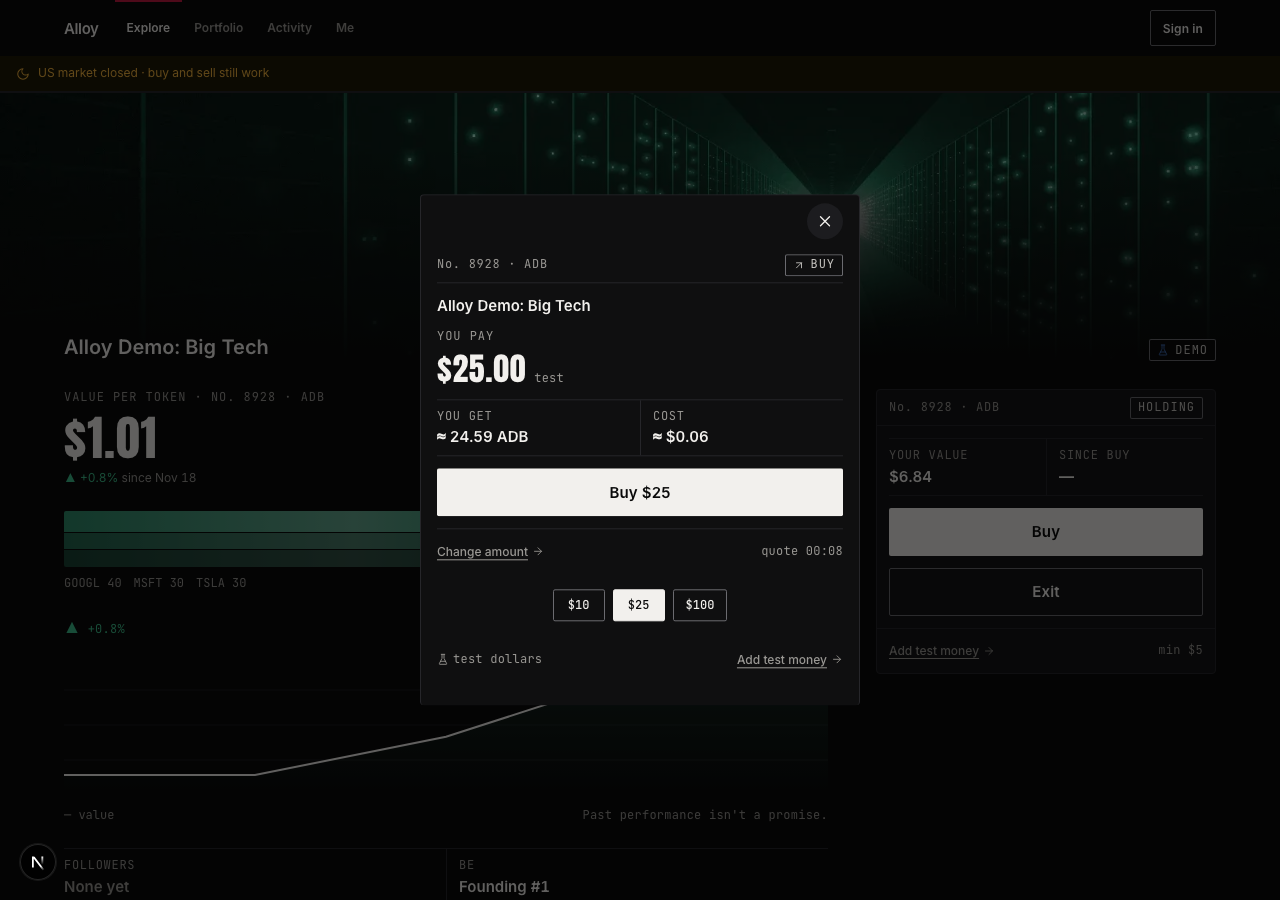 Alloy Explore Portfolio Activity Me Sign in
US market closed · buy and sell still work
No. 8928 · ADB BUY
Alloy Demo: Big Tech
YOU PAY
$25.00 test
YOU GET COST
≈ 24.59 ADB ≈ $0.06
Buy $25
Change amount → quote 00:08
$10 $25 $100
test dollars Add test money →
Alloy Demo: Big Tech DEMO
VALUE PER TOKEN · NO. 8928 · ADB
$1.01
▲ +0.8% since Nov 18
GOOGL 40 MSFT 30 TSLA 30
▲ +0.8%
— value Past performance isn't a promise.
FOLLOWERS BE
None yet Founding #1
No. 8928 · ADB HOLDING
YOUR VALUE SINCE BUY
$6.84 —
Buy
Exit
Add test money → min $5
N